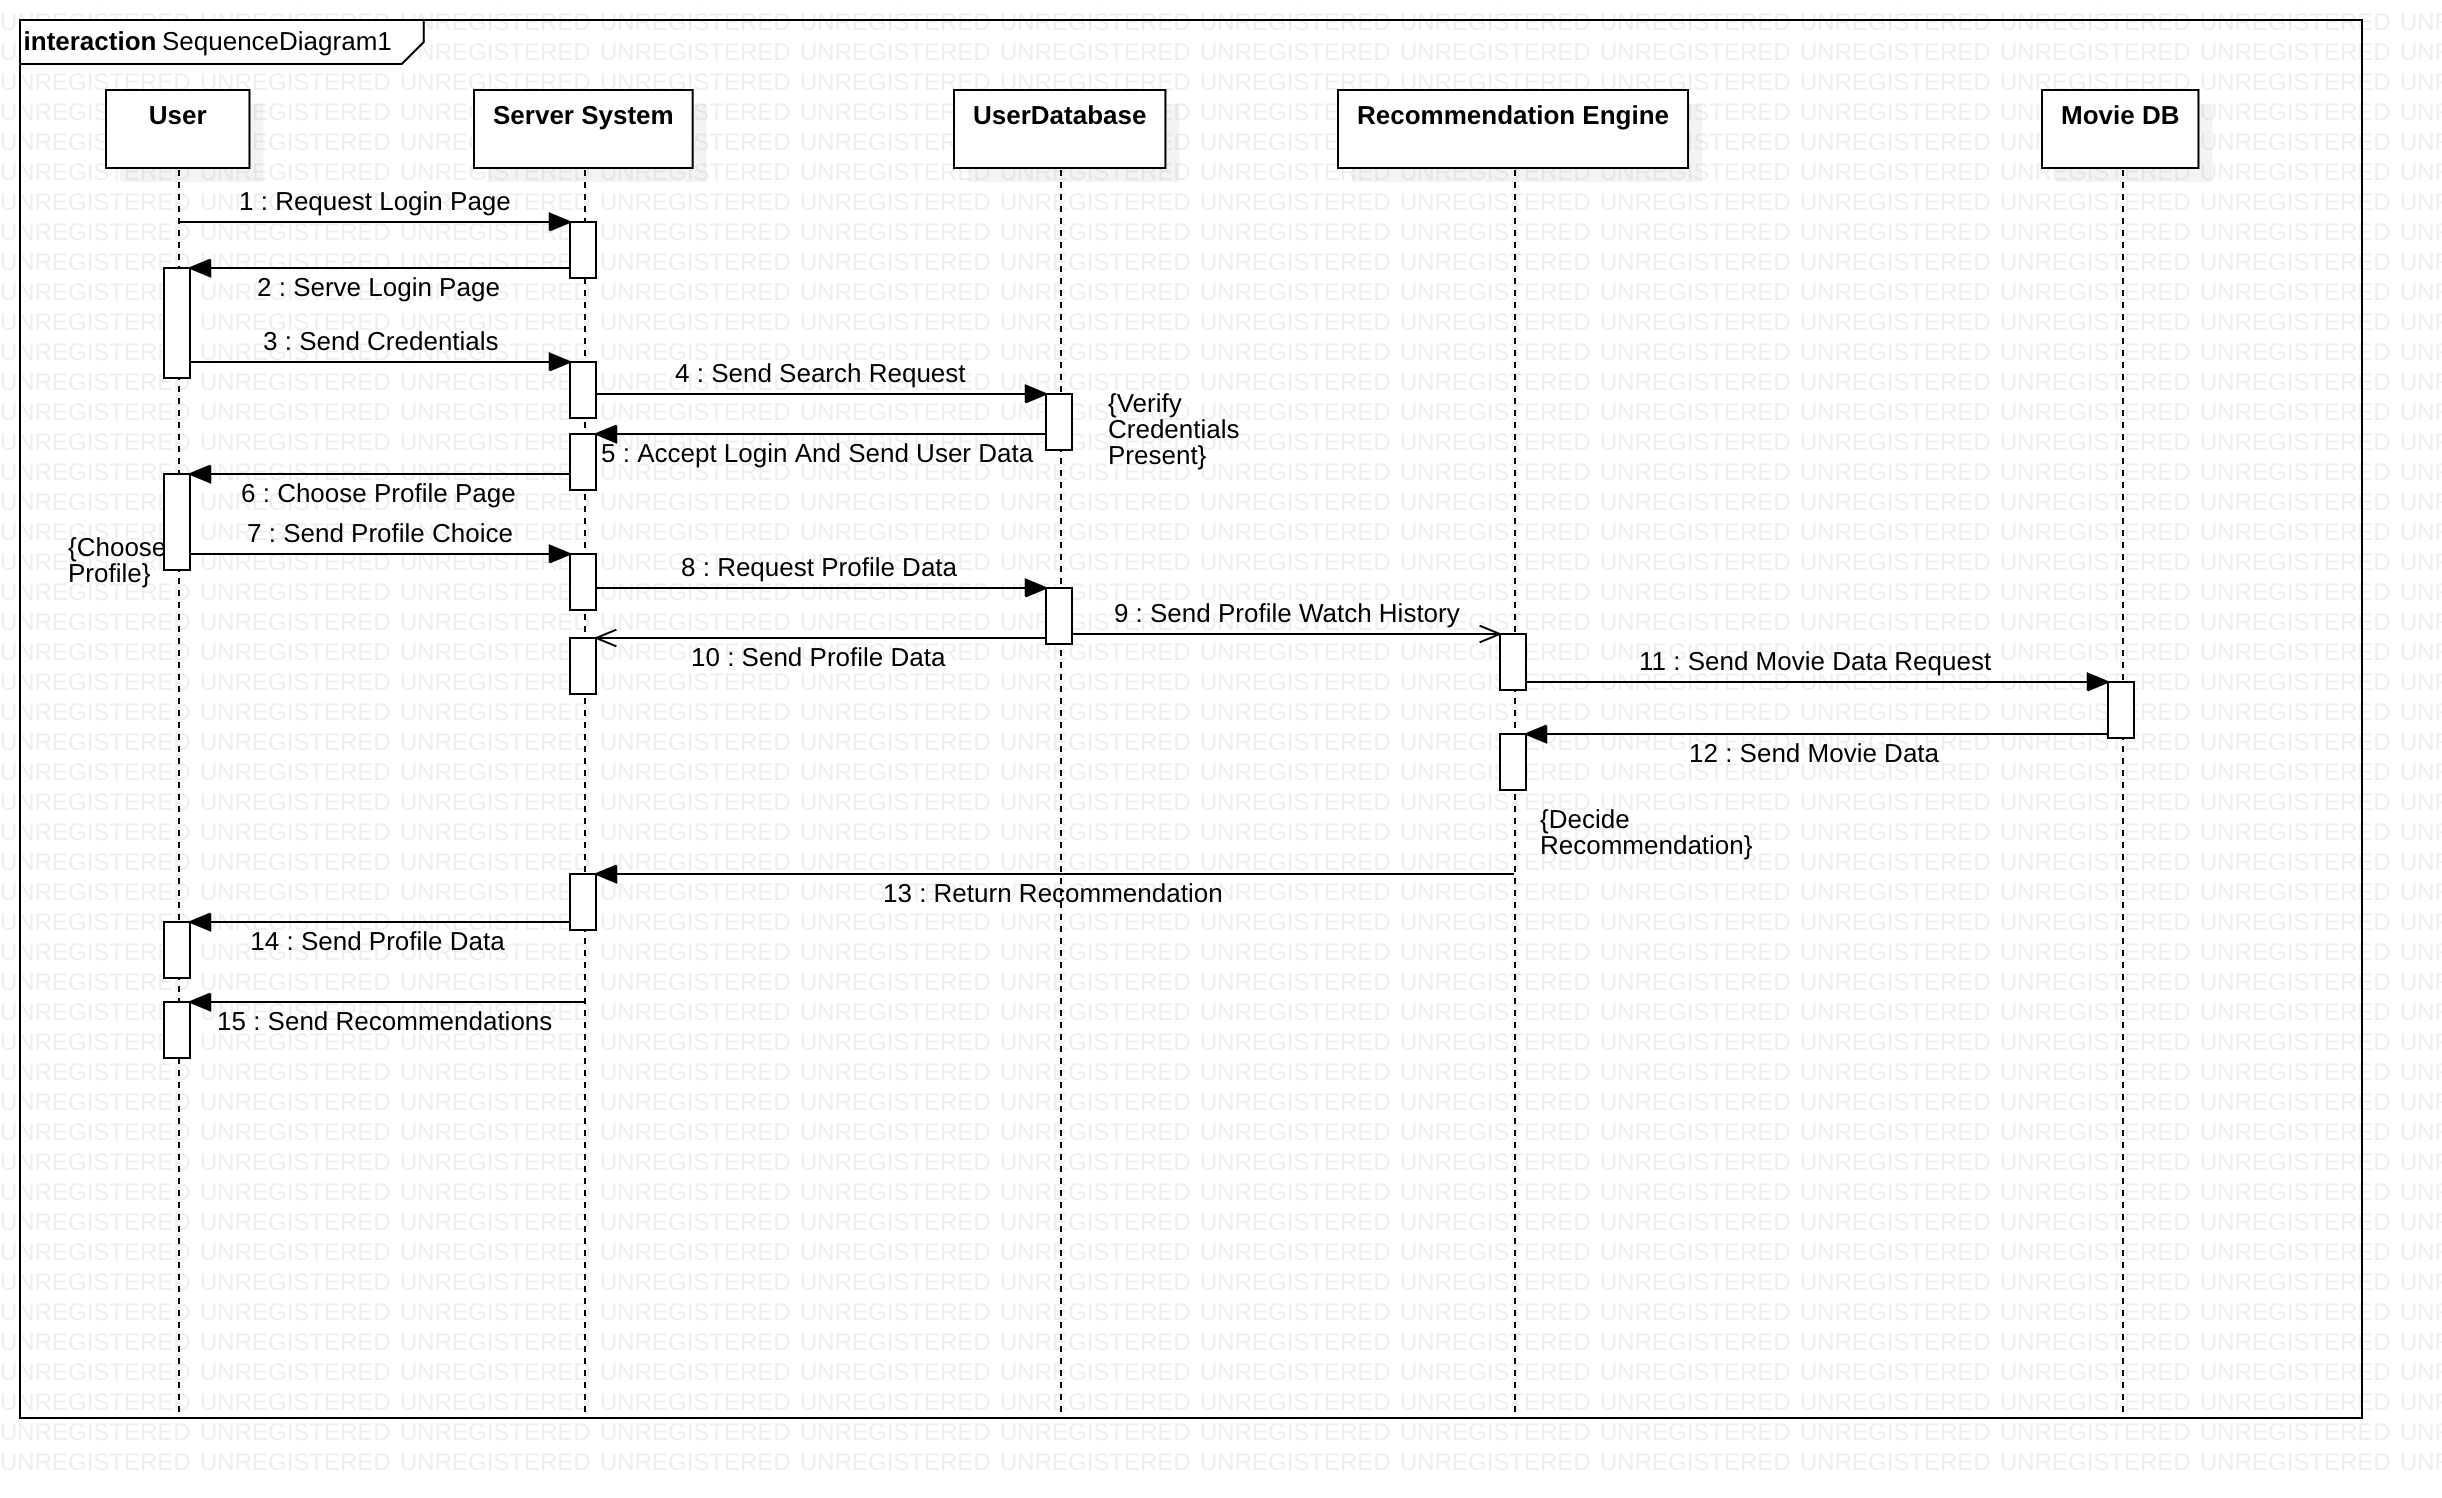 interaction SequenceDiagram1
User
Server System
UserDatabase
Recommendation Engine
Movie DB
1 : Request Login Page
2 : Serve Login Page
3 : Send Credentials
4 : Send Search Request
{Verify
Credentials
Present}
5 : Accept Login And Send User Data
6 : Choose Profile Page
7 : Send Profile Choice
{Choose
Profile}
8 : Request Profile Data
9 : Send Profile Watch History
10 : Send Profile Data
11 : Send Movie Data Request
12 : Send Movie Data
{Decide
Recommendation}
13 : Return Recommendation
14 : Send Profile Data
15 : Send Recommendations
UNREGISTERED